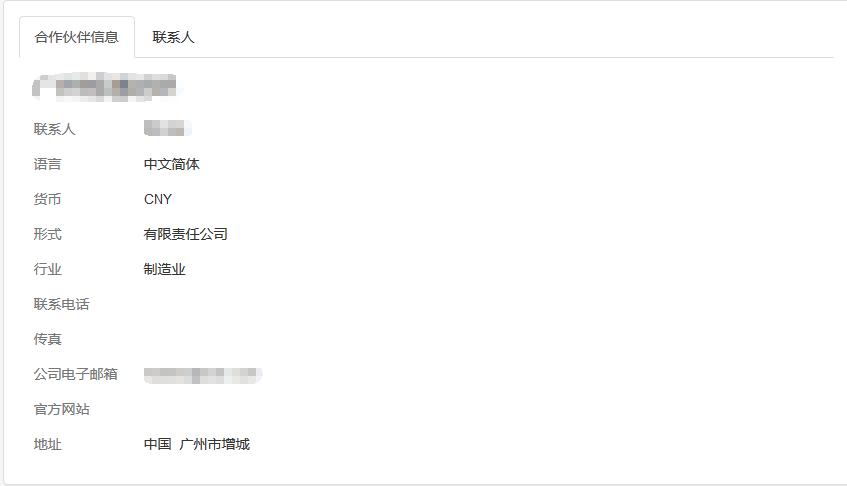 合作伙伴信息 联系人
联系人
语言 中文简体
货币 CNY
形式 有限责任公司
行业 制造业
联系电话
传真
公司电子邮箱
官方网站
地址 中国 广州市增城